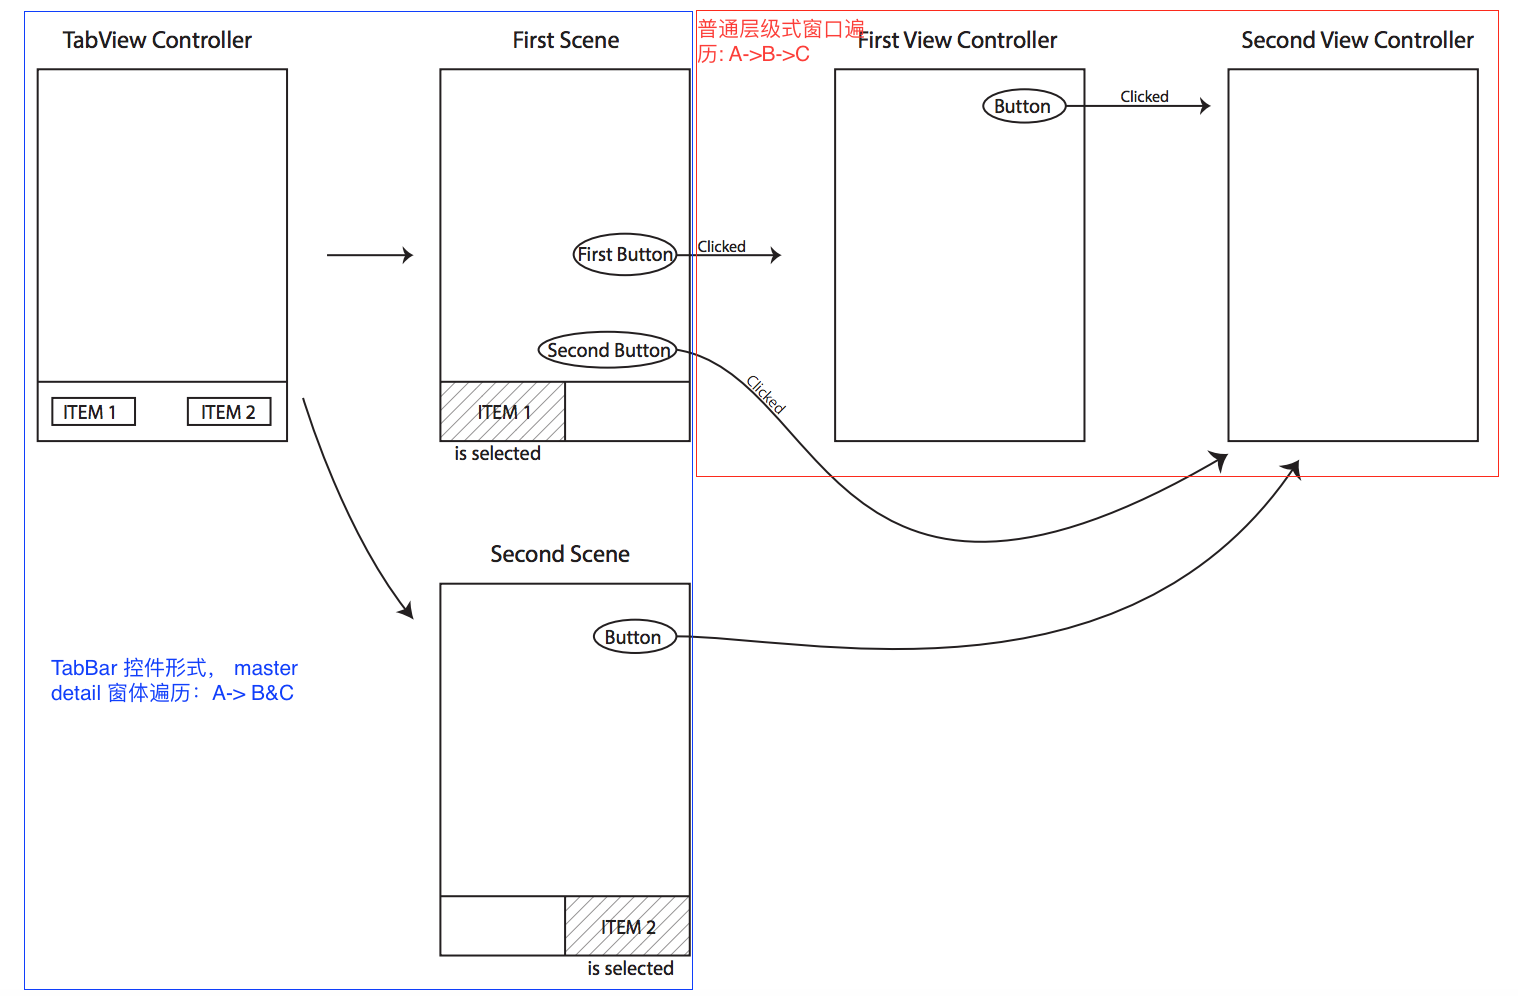 TabView Controller
First Scene
普通层级式窗口遍
历: A->B->C
First View Controller
Second View Controller
Button
Clicked
First Button
Clicked
Second Button
Clicked
ITEM 1
ITEM 2
ITEM 1
is selected
Second Scene
Button
TabBar 控件形式， master
detail 窗体遍历：A-> B&C
ITEM 2
is selected